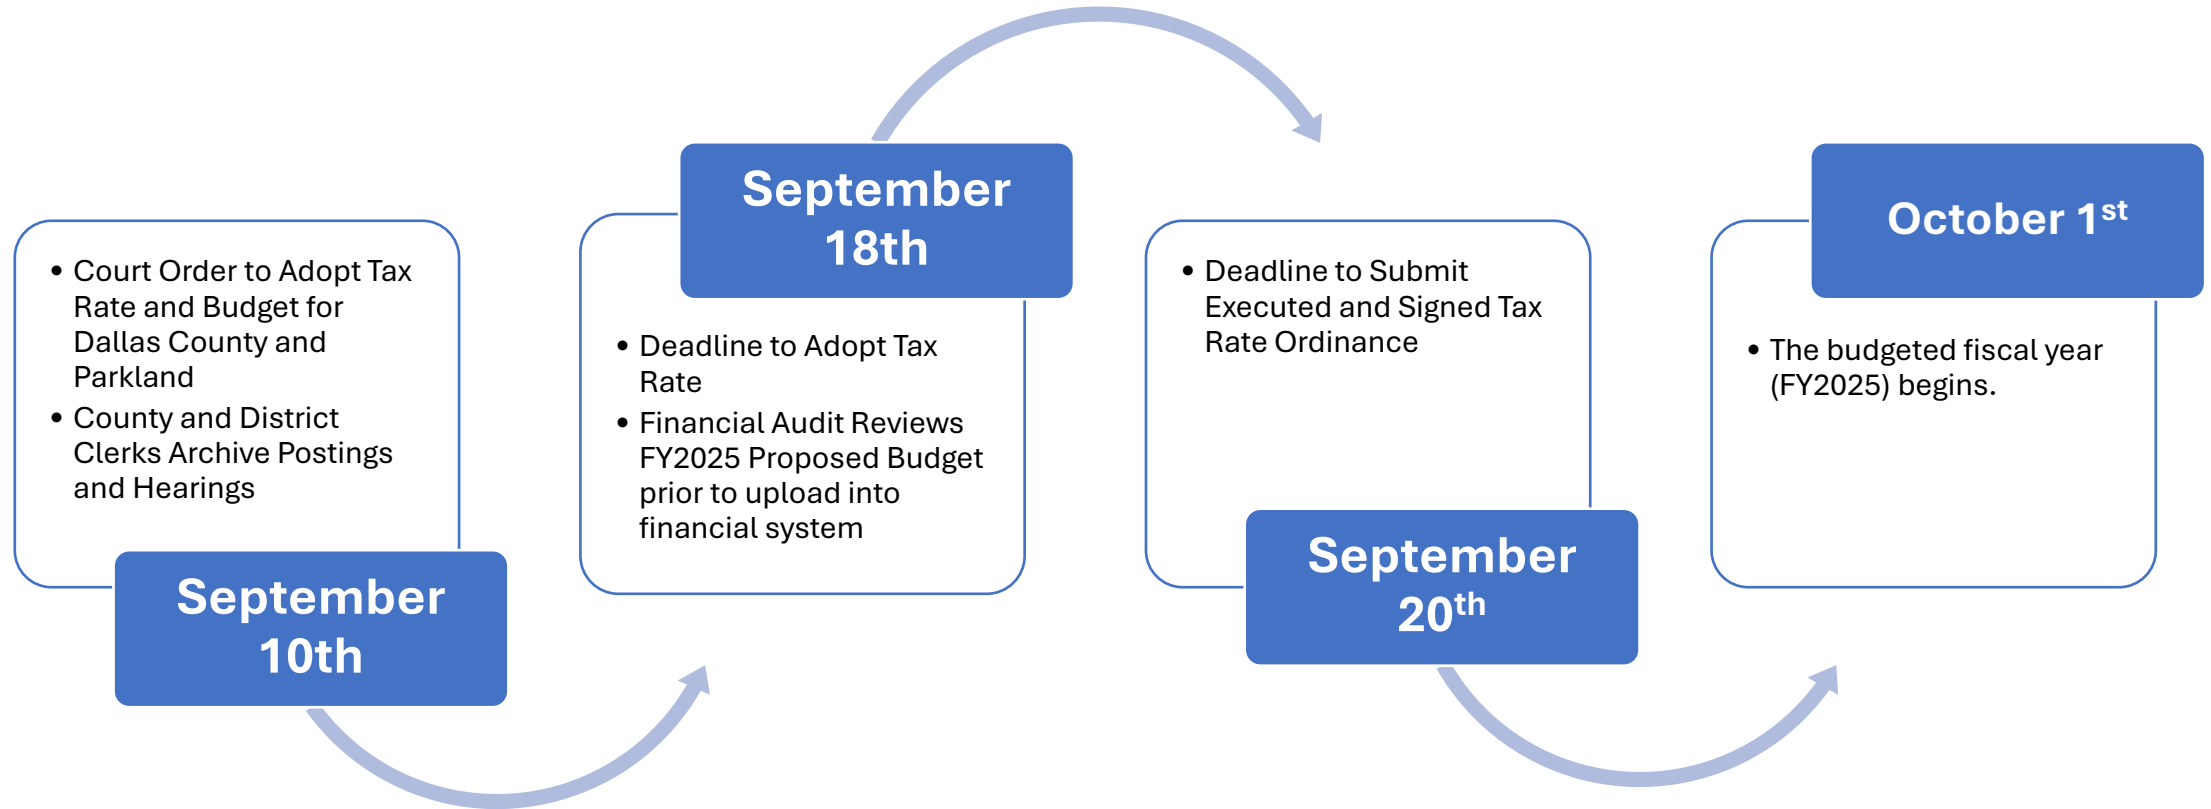 • Court Order to Adopt Tax
Rate and Budget for
Dallas County and
Parkland
• County and District
Clerks Archive Postings
and Hearings
September
10th
September
18th
• Deadline to Adopt Tax
Rate
• Financial Audit Reviews
FY2025 Proposed Budget
prior to upload into
financial system
• Deadline to Submit
Executed and Signed Tax
Rate Ordinance
September
20th
October 1st
• The budgeted fiscal year
(FY2025) begins.